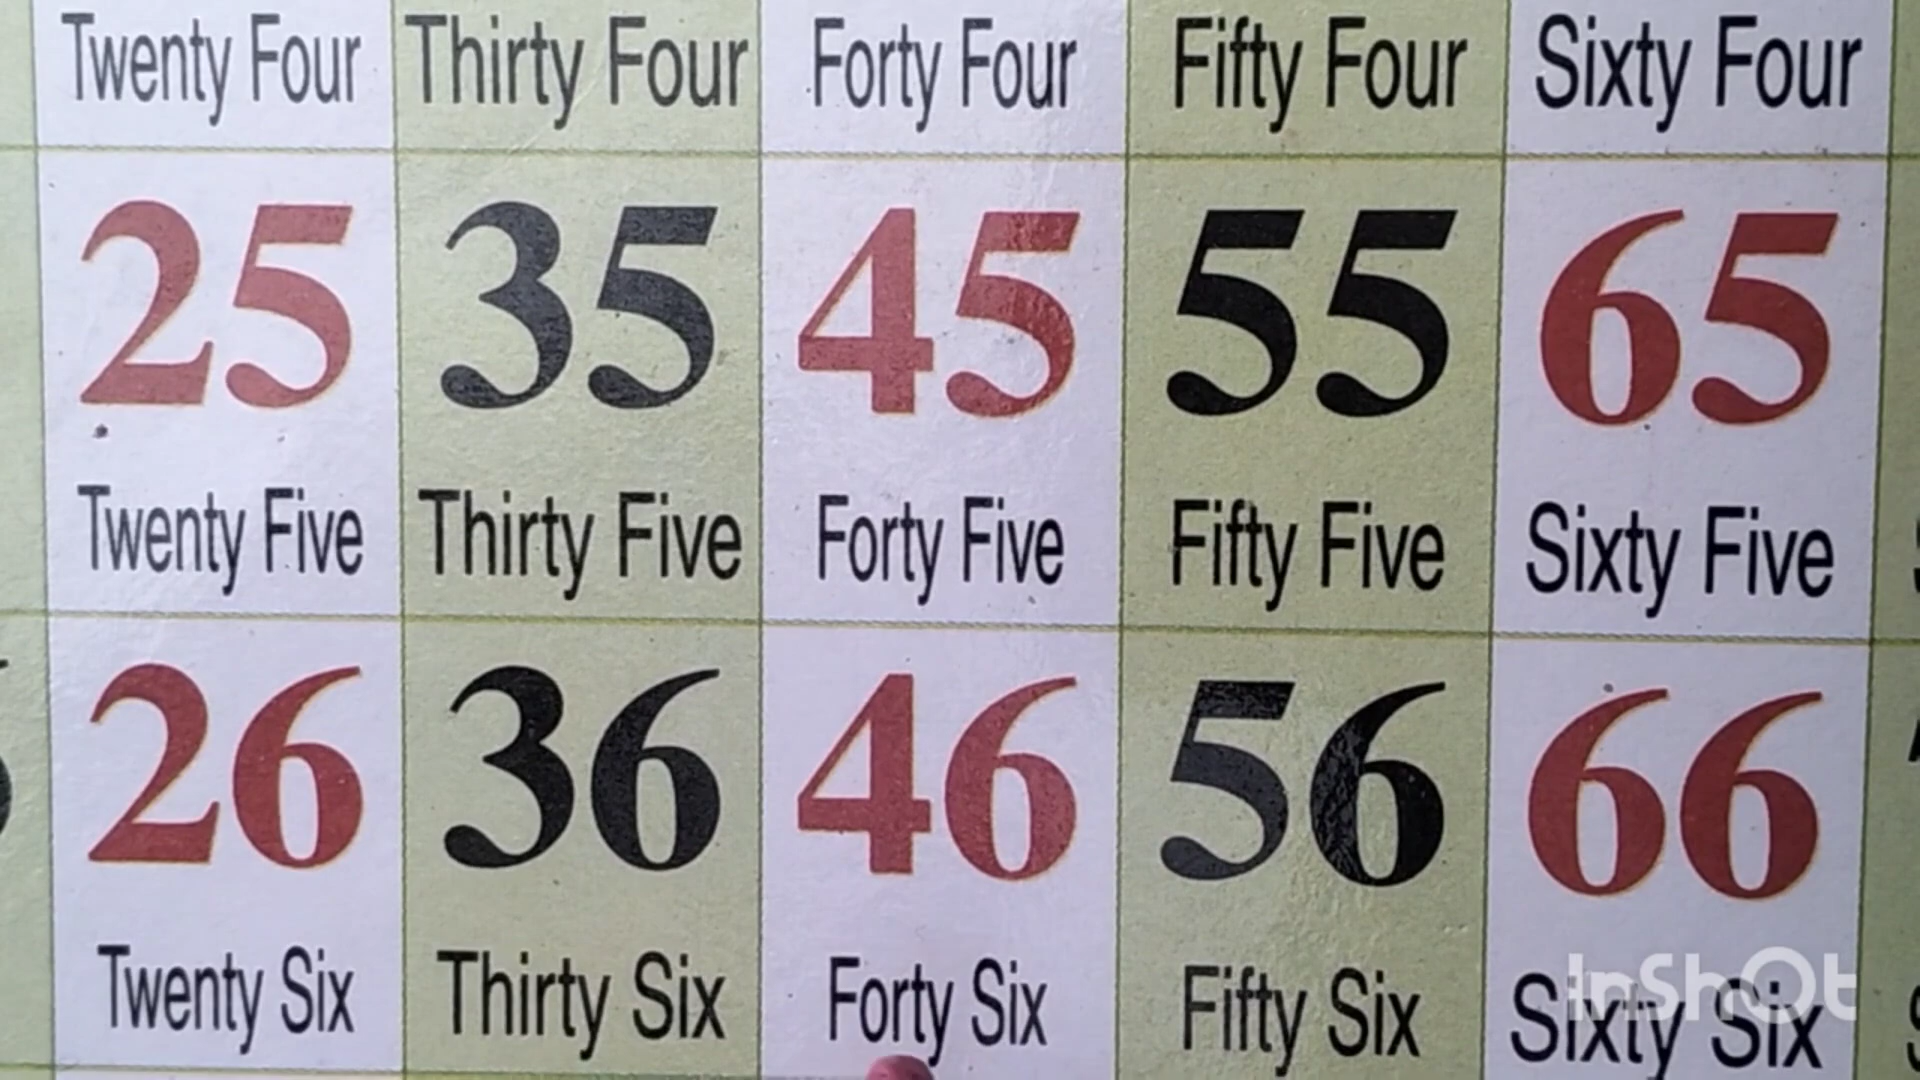 Twenty Four Thirty Four Forty Four Fifty Four Sixty Four
25 35 45 55 65
Twenty Five Thirty Five Forty Five Fifty Five Sixty Five
26 36 46 56 66
Twenty Six Thirty Six Forty Six Fifty Six Sixty Six
InShOt